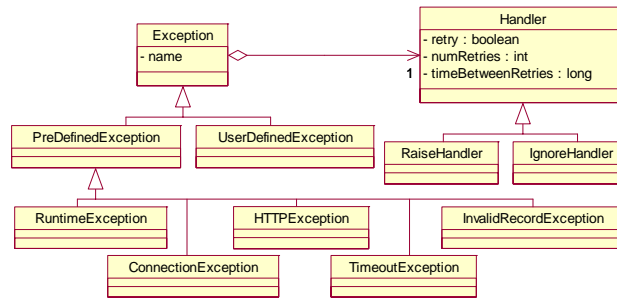 Handler
Exception
- retry : boolean
- name
- numRetries : int
1
- timeBetweenRetries : long
PreDefinedException
UserDefinedException
RaiseHandler
IgnoreHandler
RuntimeException
HTTPException
InvalidRecordException
ConnectionException
TimeoutException